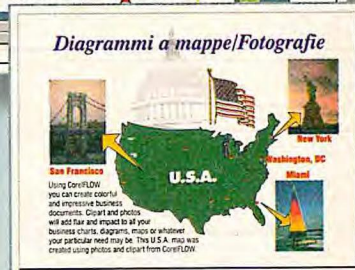 Diagrammi a mappe/Fotografie
New York
San Francisco
Washington, DC
U.S.A.
Miami
Using CorelFLOW
you can create colorful
and impressive business
documents. Clipart and photos
will add flair and impact to all your
business charts, diagrams, maps or whatever
your particular need may be. This U.S.A. map was
created using photos and clipart from CorelFLOW.